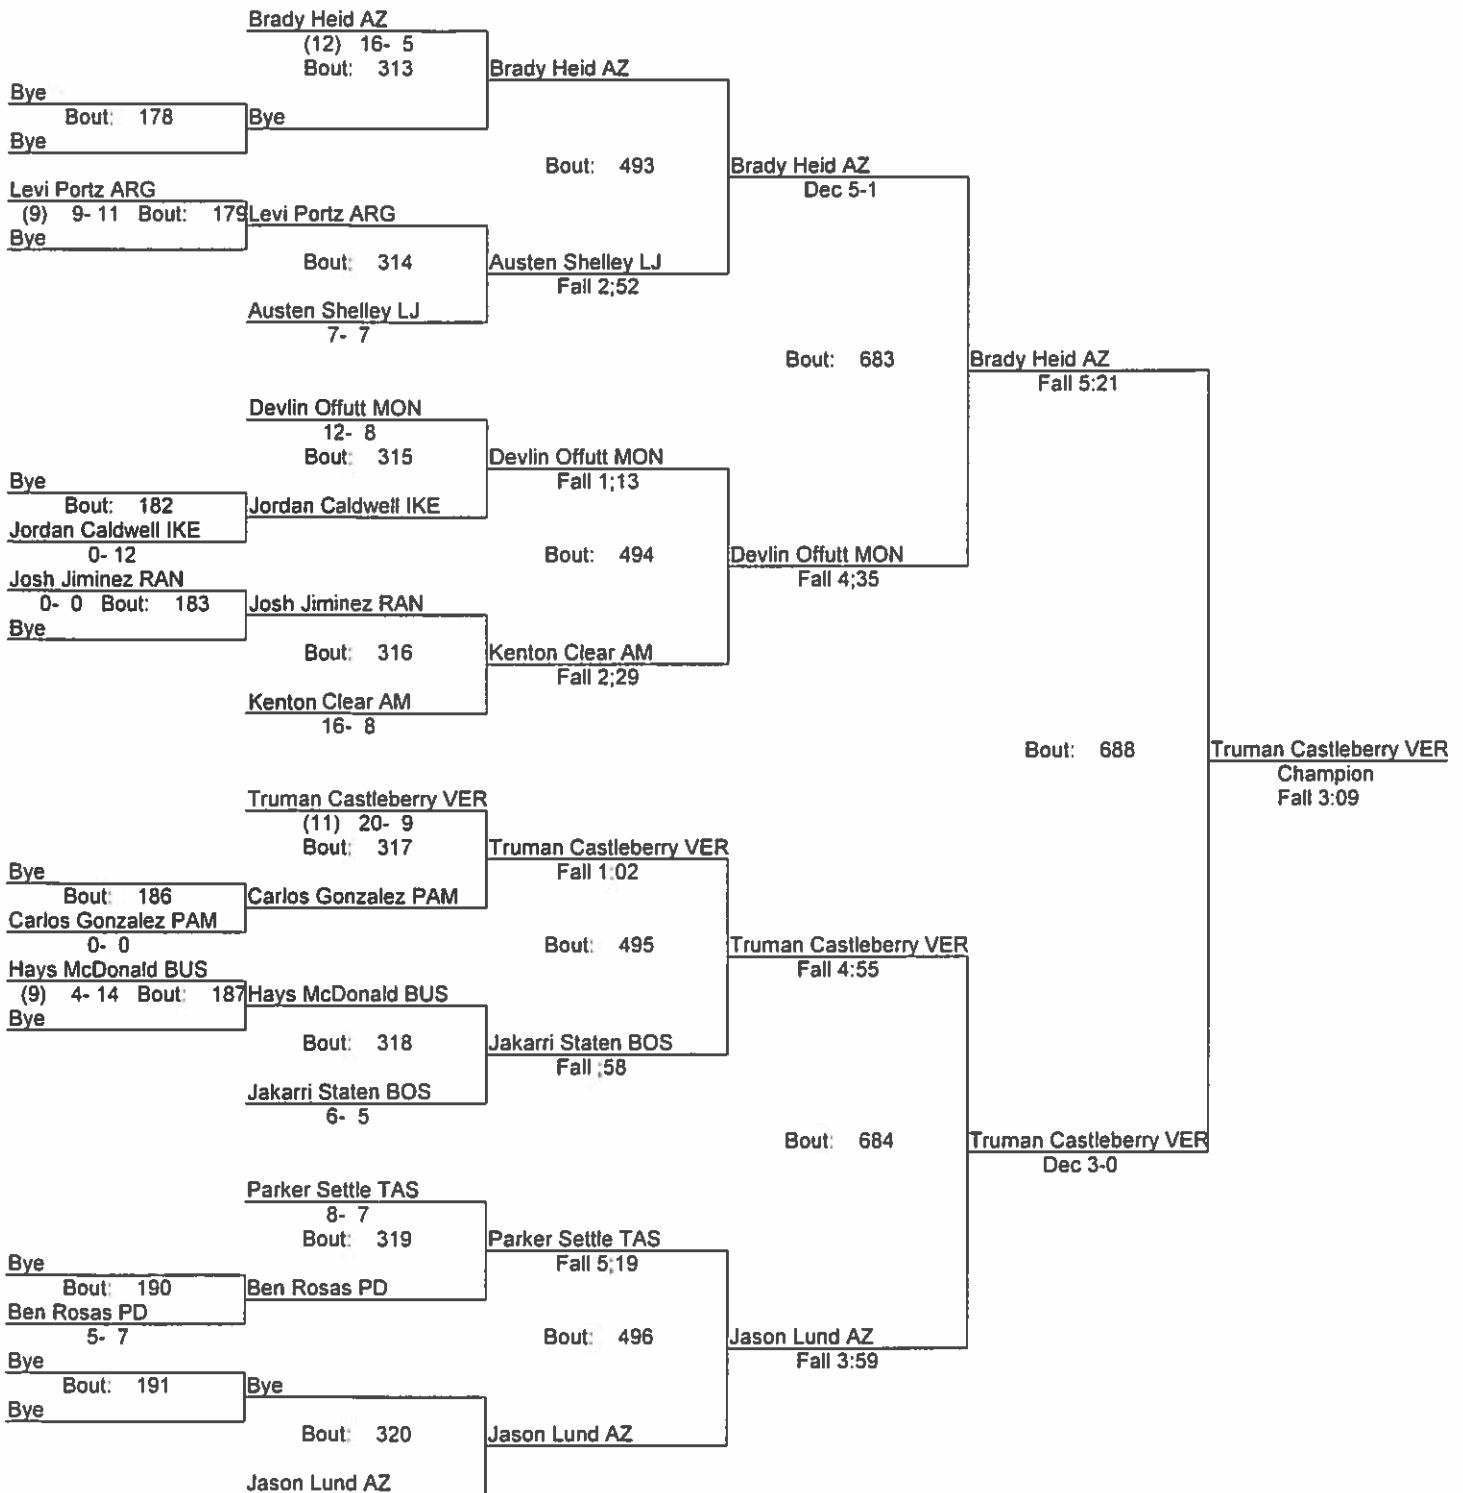 Brady Heid AZ
(12) 16- 5
Bout: 313
Brady Heid AZ
Bye
Bout: 178
Bye
Bye
Bout: 493
Brady Heid AZ
Dec 5-1
Levi Portz ARG
(9) 9- 11 Bout: 179
Levi Portz ARG
Bye
Bout: 314
Austen Shelley LJ
Fall 2;52
Austen Shelley LJ
7- 7
Bout: 683
Brady Heid AZ
Fall 5:21
Devlin Offutt MON
12- 8
Bout: 315
Devlin Offutt MON
Fall 1;13
Bye
Bout: 182
Jordan Caldwell IKE
Jordan Caldwell IKE
0- 12
Bout: 494
Devlin Offutt MON
Fall 4;35
Josh Jiminez RAN
0- 0 Bout: 183
Josh Jiminez RAN
Bye
Bout: 316
Kenton Clear AM
Fall 2;29
Kenton Clear AM
16- 8
Bout: 688
Truman Castleberry VER
Champion
Fall 3:09
Truman Castleberry VER
(11) 20- 9
Bout: 317
Truman Castleberry VER
Fall 1:02
Bye
Bout: 186
Carlos Gonzalez PAM
Carlos Gonzalez PAM
0- 0
Bout: 495
Truman Castleberry VER
Fall 4:55
Hays McDonald BUS
(9) 4- 14 Bout: 187
Hays McDonald BUS
Bye
Bout: 318
Jakarri Staten BOS
Fall ;58
Jakarri Staten BOS
6- 5
Bout: 684
Truman Castleberry VER
Dec 3-0
Parker Settle TAS
8- 7
Bout: 319
Parker Settle TAS
Fall 5;19
Bye
Bout: 190
Ben Rosas PD
Ben Rosas PD
5- 7
Bout: 496
Jason Lund AZ
Fall 3:59
Bye
Bout: 191
Bye
Bye
Bout: 320
Jason Lund AZ
Jason Lund AZ